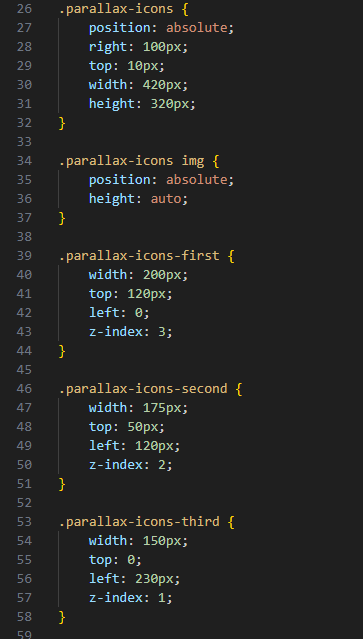 26 .parallax-icons {
27     position: absolute;
28     right: 100px;
29     top: 10px;
30     width: 420px;
31     height: 320px;
32 }
33
34 .parallax-icons img {
35     position: absolute;
36     height: auto;
37 }
38
39 .parallax-icons-first {
40     width: 200px;
41     top: 120px;
42     left: 0;
43     z-index: 3;
44 }
45
46 .parallax-icons-second {
47     width: 175px;
48     top: 50px;
49     left: 120px;
50     z-index: 2;
51 }
52
53 .parallax-icons-third {
54     width: 150px;
55     top: 0;
56     left: 230px;
57     z-index: 1;
58 }
59